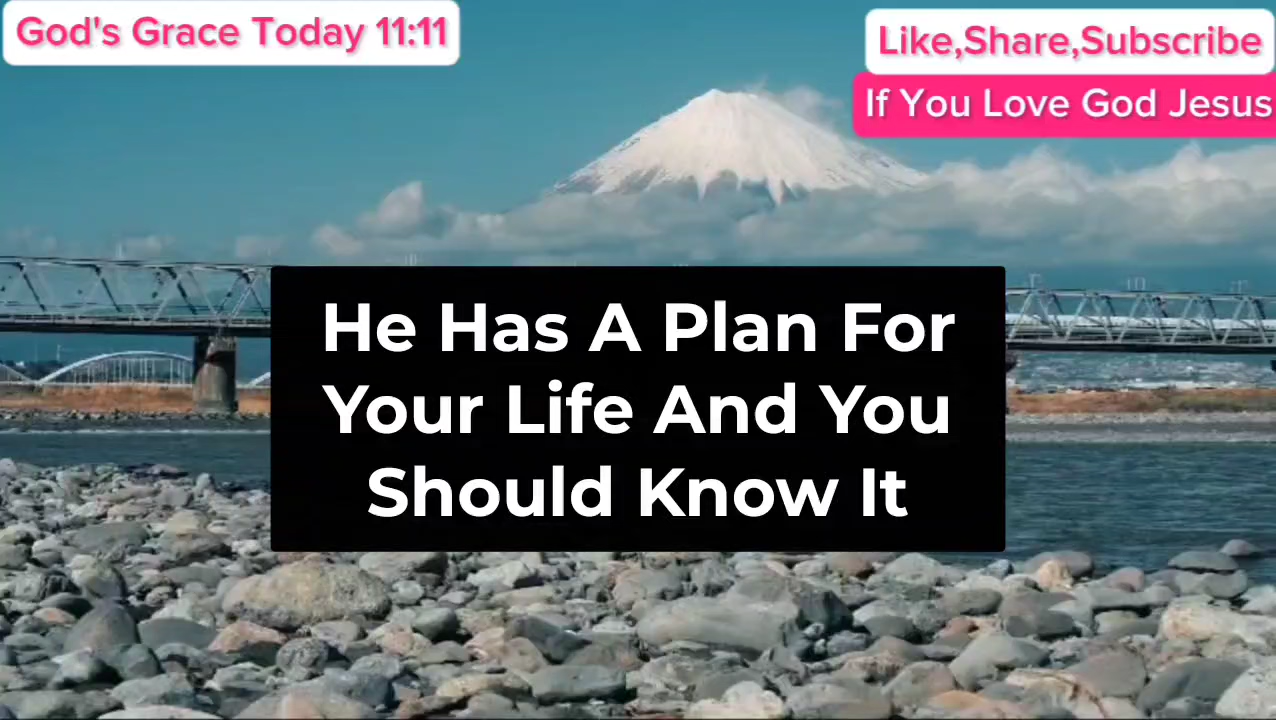 God's Grace Today 11:11
Like,Share,Subscribe
If You Love God Jesus
He Has A Plan For
Your Life And You
Should Know It